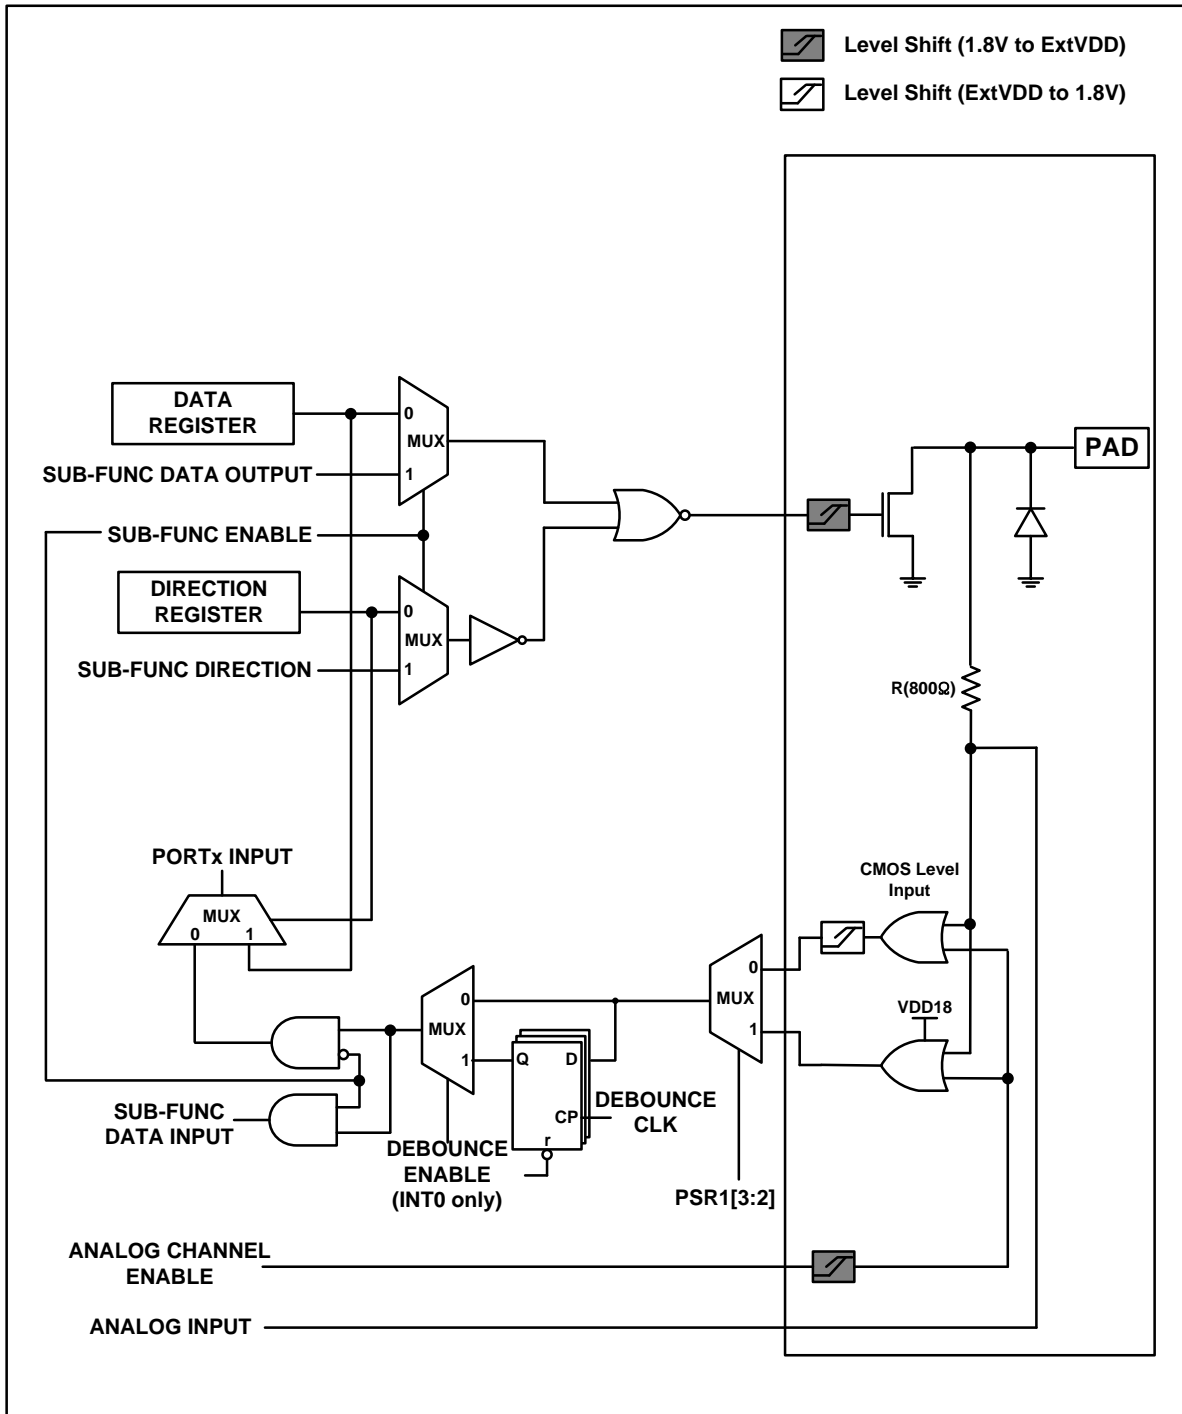 Level Shift (1.8V to ExtVDD)
Level Shift (ExtVDD to 1.8V)
DATA
REGISTER
0
MUX
1
SUB-FUNC DATA OUTPUT
SUB-FUNC ENABLE
PAD
DIRECTION
REGISTER
0
MUX
1
SUB-FUNC DIRECTION
R(800Ω)
PORTx INPUT
MUX
0 1
CMOS Level
Input
0
MUX
1
VDD18
0
MUX
1
Q D
CP
r
DEBOUNCE
CLK
SUB-FUNC
DATA INPUT
DEBOUNCE
ENABLE
(INT0 only)
PSR1[3:2]
ANALOG CHANNEL
ENABLE
ANALOG INPUT